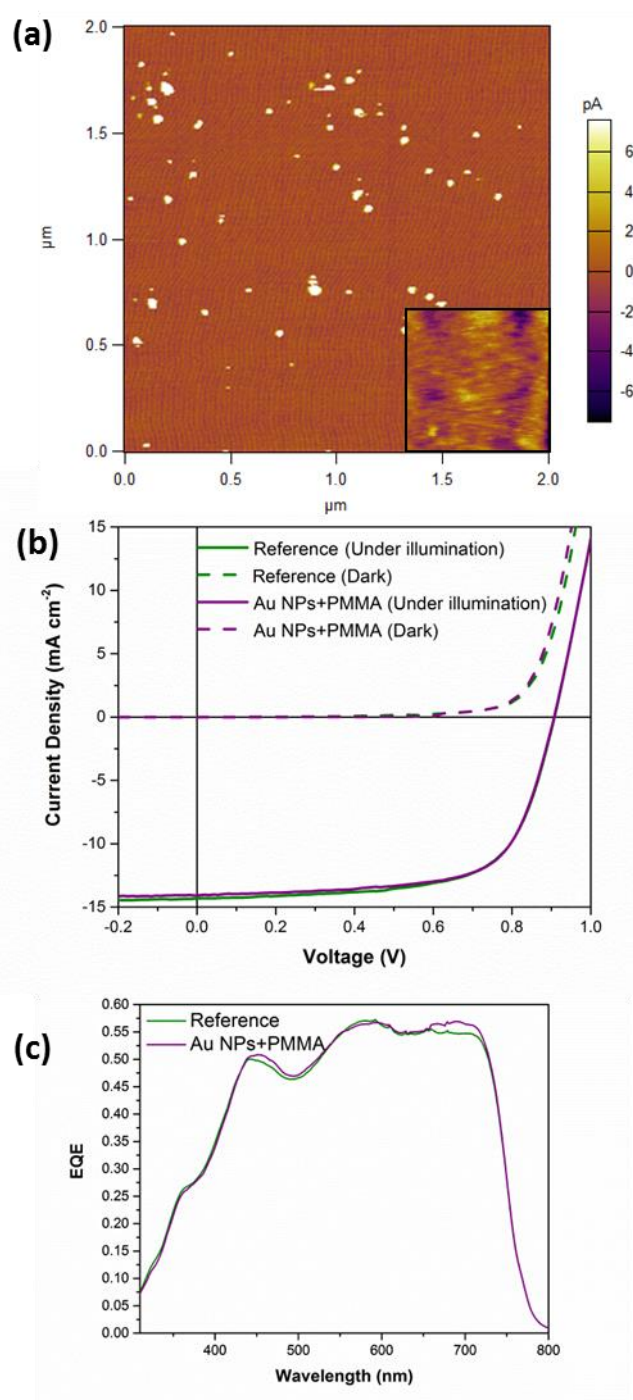 (a)
2.0
1.5
1.0
0.5
0.0
µm
0.0 0.5 1.0 1.5 2.0
µm
pA
6
4
2
0
-2
-4
-6
(b)
15
10
5
0
-5
-10
-15
Current Density (mA cm-2)
Reference (Under illumination)
Reference (Dark)
Au NPs+PMMA (Under illumination)
Au NPs+PMMA (Dark)
-0.2 0.0 0.2 0.4 0.6 0.8 1.0
Voltage (V)
(c)
0.60
0.55
0.50
0.45
0.40
0.35
0.30
0.25
0.20
0.15
0.10
0.05
0.00
EQE
Reference
Au NPs+PMMA
400 500 600 700 800
Wavelength (nm)